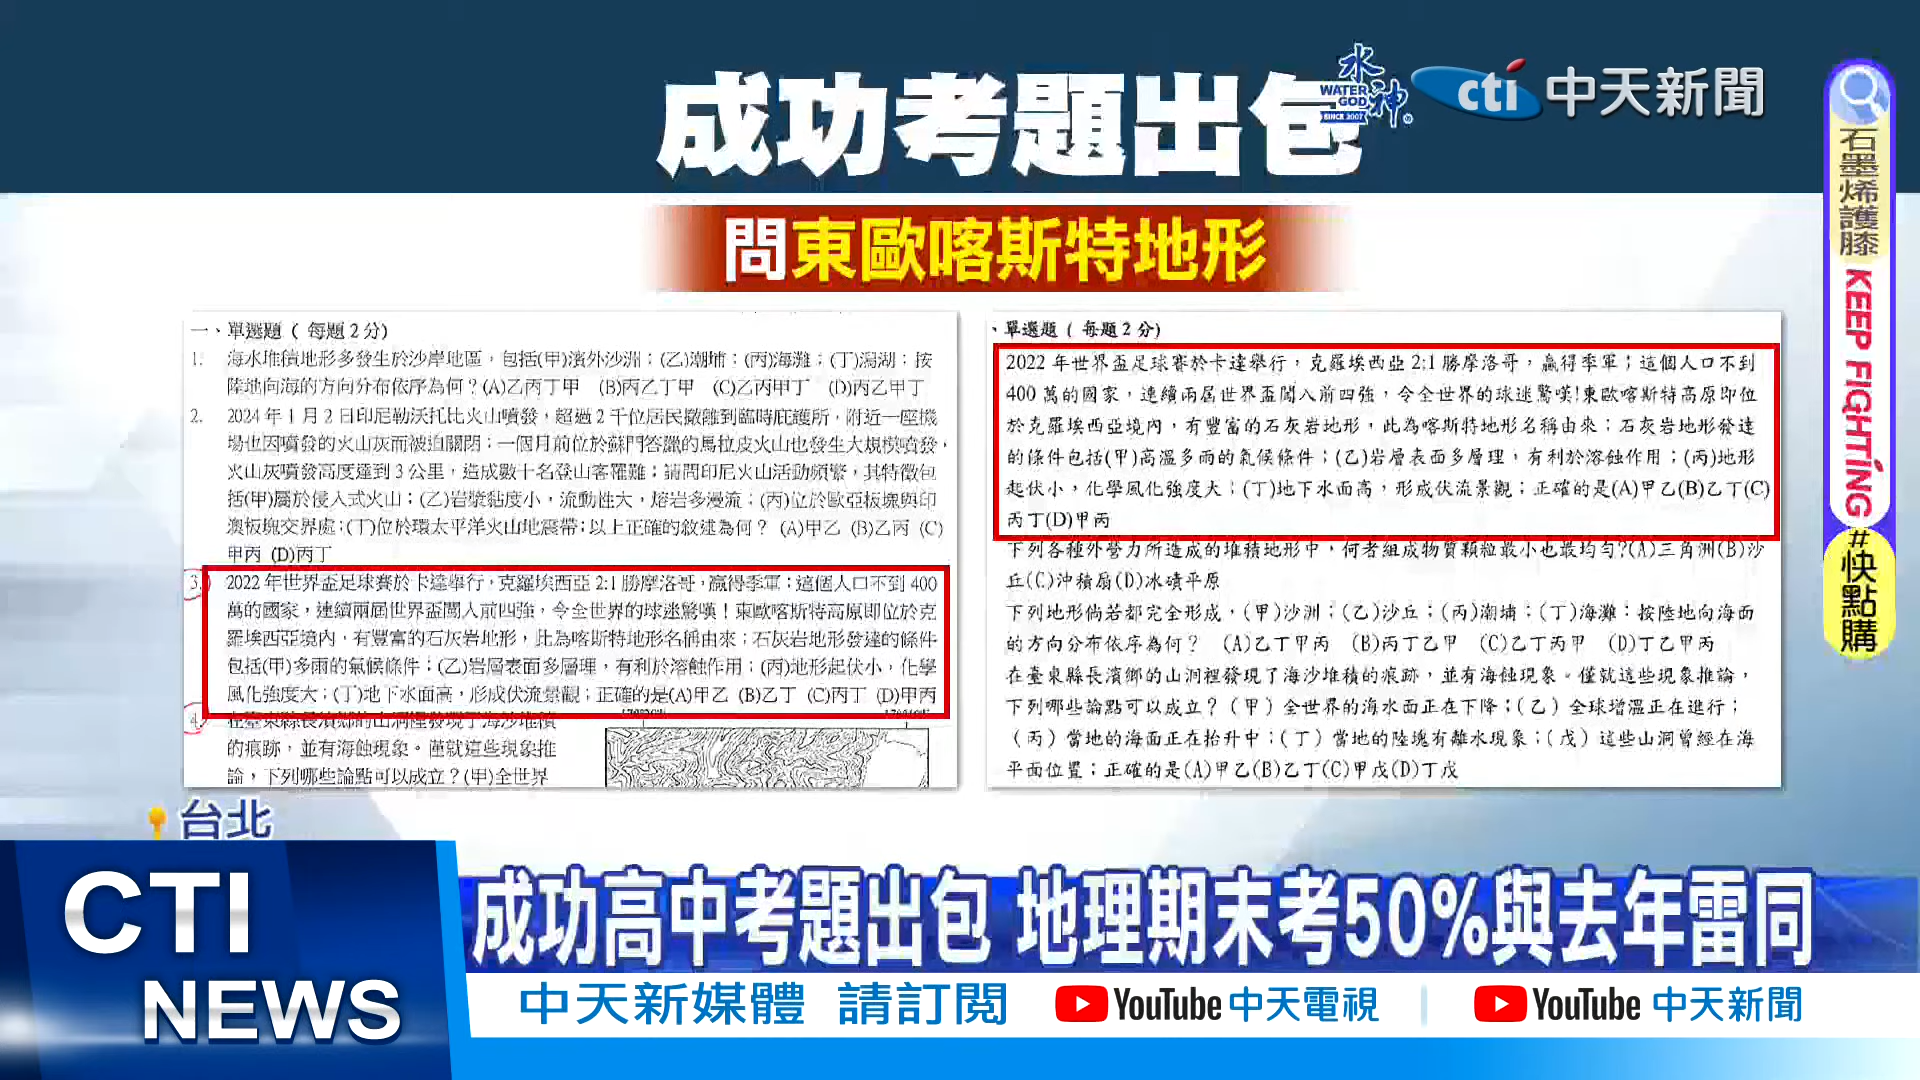 成功考題出包
水神
WATER GOD
SINCE 2007
cti 中天新聞
問東歐喀斯特地形
一、單選題 ( 每題2分)
1. 海水堆積地形多發生於沙岸地區，包括(甲)濱外沙洲；(乙)潮埔；(丙)海灘；(丁)潟湖；按
陸地向海的方向分布依序為何？(A)乙丙丁甲 (B)丙乙丁甲 (C)乙丙甲丁 (D)丙乙甲丁
2. 2024 年 1 月 2 日印尼勒沃托比火山噴發，超過 2 千位居民撤離到臨時庇護所，附近一座機
場也因噴發的火山灰而被迫關閉；一個月前位於蘇門答臘的馬拉皮火山也發生大規模噴發，
火山灰噴發高度達到 3 公里，造成數十名登山客罹難；請問印尼火山活動頻繁，其特徵包
括(甲)屬於侵入式火山；(乙)岩漿黏度小，流動性大，熔岩多漫流；(丙)位於歐亞板塊與印
澳板塊交界處；(丁)位於環太平洋火山地震帶；以上正確的敘述為何？ (A)甲乙 (B)乙丙 (C)
甲丙 (D)丙丁
3. 2022 年世界盃足球賽於卡達舉行，克羅埃西亞 2:1 勝摩洛哥，贏得季軍；這個人口不到 400
萬的國家，連續兩屆世界盃闖入前四強，令全世界的球迷驚嘆！東歐喀斯特高原即位於克
羅埃西亞境內，有豐富的石灰岩地形，此為喀斯特地形名稱由來；石灰岩地形發達的條件
包括(甲)多雨的氣候條件；(乙)岩層表面多層理，有利於溶蝕作用；(丙)地形起伏小，化學
風化強度大；(丁)地下水面高，形成伏流景觀；正確的是(A)甲乙 (B)乙丁 (C)丙丁 (D)甲丙
4. 在臺東縣長濱鄉的山洞裡發現了海沙堆積
的痕跡，並有海蝕現象。僅就這些現象推
論，下列哪些論點可以成立？(甲)全世界
、單選題 ( 每題2分)
2022 年世界盃足球賽於卡達舉行，克羅埃西亞 2:1 勝摩洛哥，贏得季軍；這個人口不到
400 萬的國家，連續兩屆世界盃闖入前四強，令全世界的球迷驚嘆!東歐喀斯特高原即位
於克羅埃西亞境內，有豐富的石灰岩地形，此為喀斯特地形名稱由來；石灰岩地形發達
的條件包括(甲)高溫多雨的氣候條件；(乙)岩層表面多層理，有利於溶蝕作用；(丙)地形
起伏小，化學風化強度大；(丁)地下水面高，形成伏流景觀；正確的是(A)甲乙(B)乙丁(C)
丙丁(D)甲丙
下列各種外營力所造成的堆積地形中，何者組成物質顆粒最小也最均勻?(A)三角洲(B)沙
丘(C)沖積扇(D)冰磧平原
下列地形倘若都完全形成，(甲)沙洲；(乙)沙丘；(丙)潮埔；(丁)海灘：按陸地向海面
的方向分布依序為何？ (A)乙丁甲丙 (B)丙丁乙甲 (C)乙丁丙甲 (D)丁乙甲丙
在臺東縣長濱鄉的山洞裡發現了海沙堆積的痕跡，並有海蝕現象。僅就這些現象推論，
下列哪些論點可以成立？(甲)全世界的海水面正在下降；(乙)全球增溫正在進行；
(丙)當地的海面正在抬升中；(丁)當地的陸塊有離水現象；(戊)這些山洞曾經在海
平面位置；正確的是(A)甲乙(B)乙丁(C)甲戊(D)丁戊
石墨烯護膝
KEEP FIGHTING
#快點購
台北
CTI NEWS
成功高中考題出包 地理期末考50%與去年雷同
中天新媒體 請訂閱 YouTube 中天電視 YouTube 中天新聞